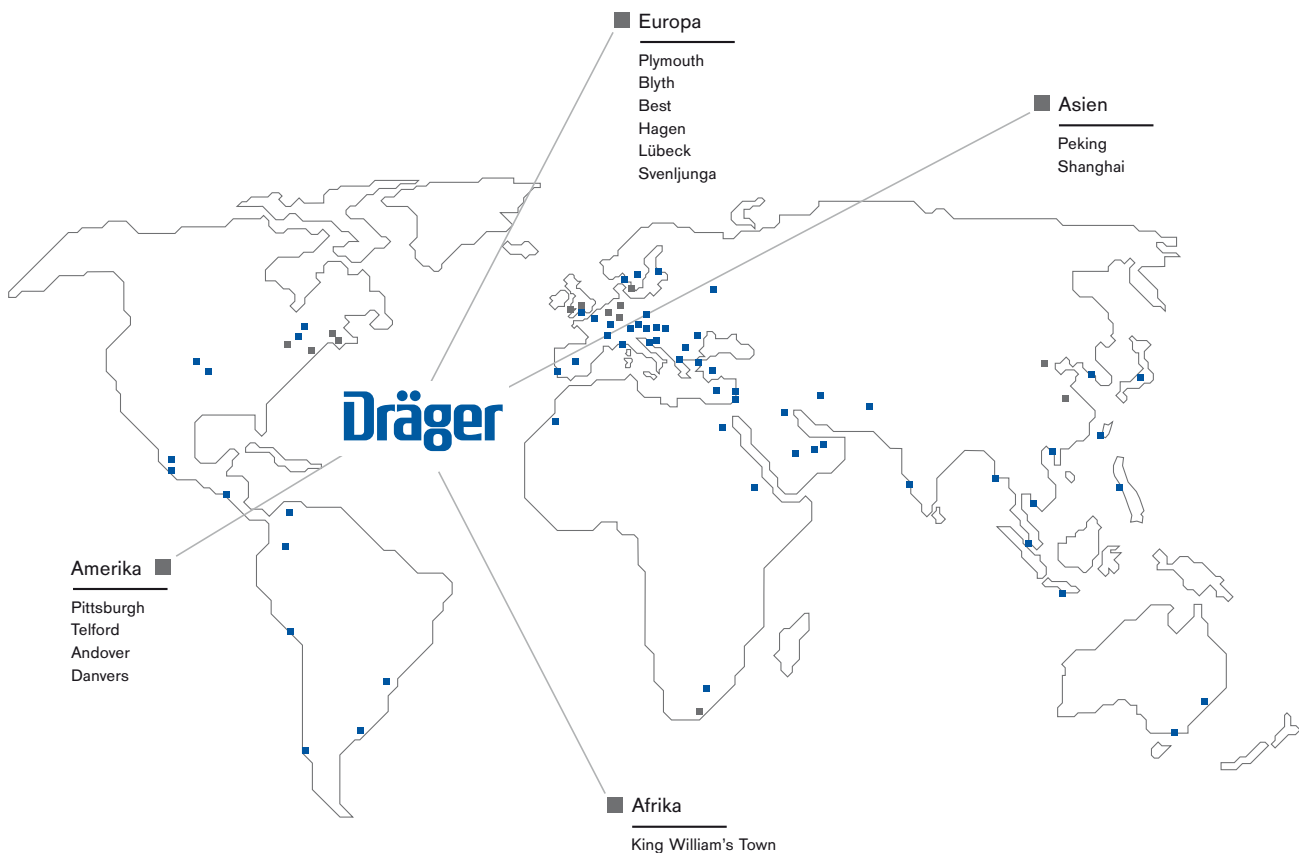 Europa
Plymouth
Blyth
Best
Hagen
Lübeck
Svenljunga
Asien
Peking
Shanghai
Dräger
Amerika
Pittsburgh
Telford
Andover
Danvers
Afrika
King William's Town